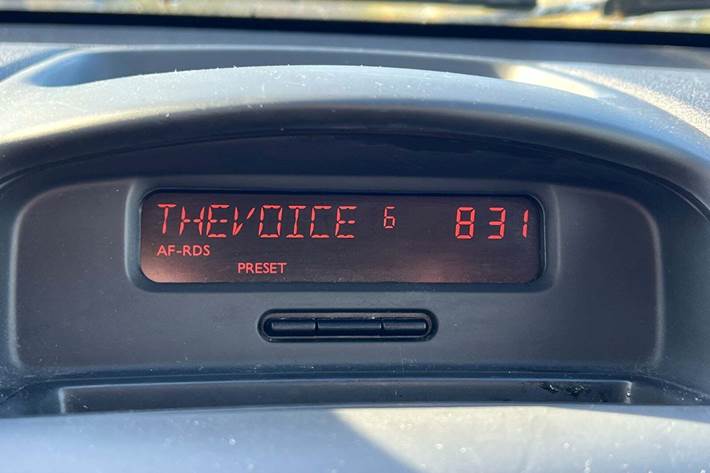 THEVOICE 6 831
AF-RDS
PRESET